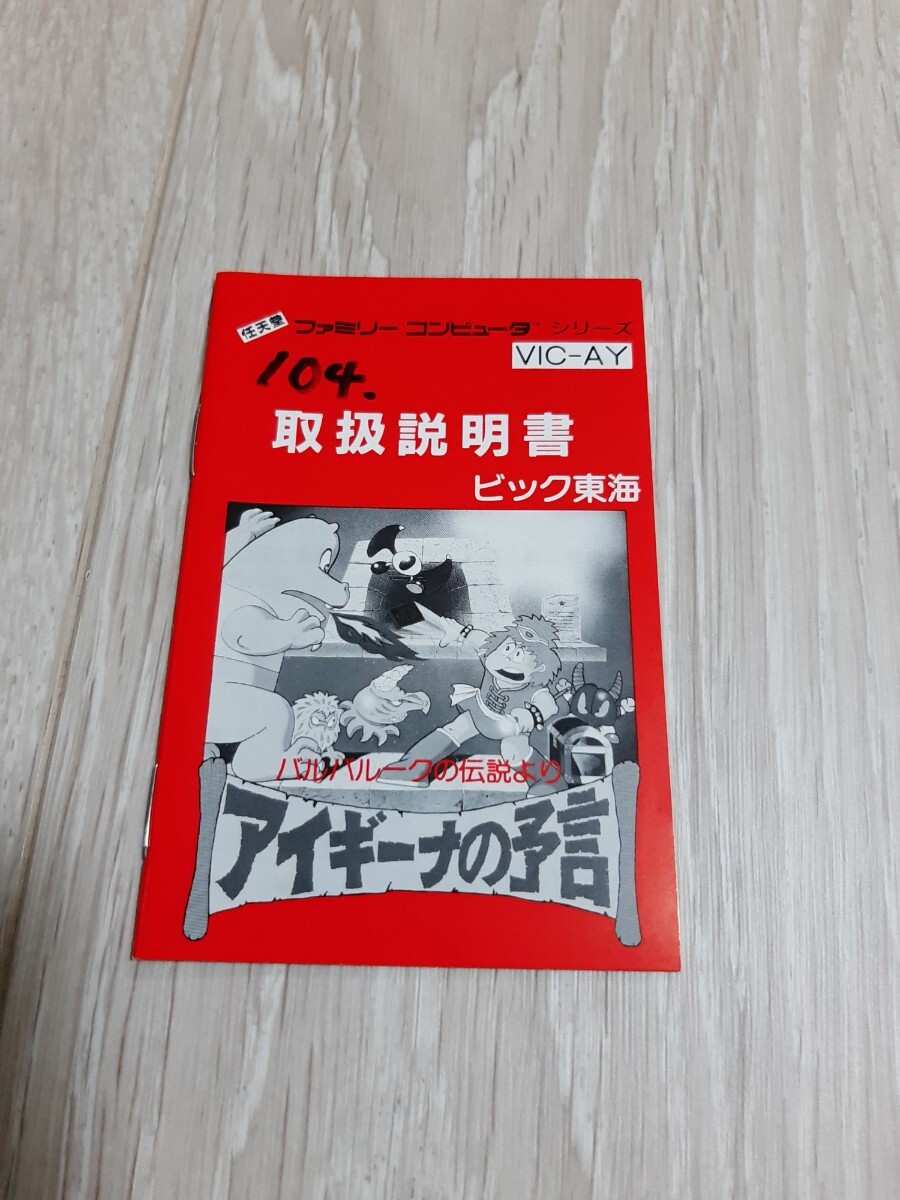 任天堂 ファミリー コンピュータ™ シリーズ
VIC-AY
104.
取扱説明書
ビック東海
バルバルークの伝説より
アイギーナの予言